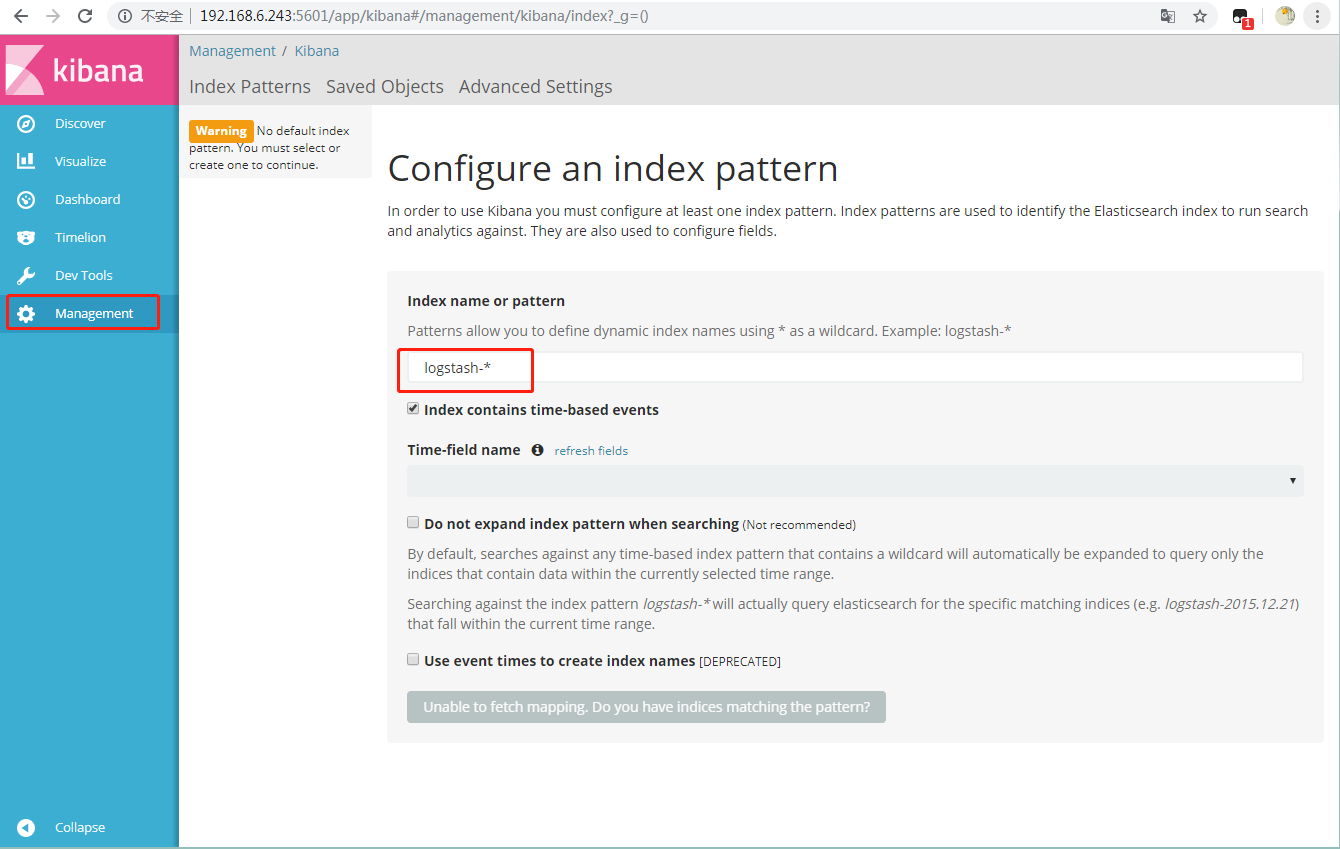 不安全 192.168.6.243:5601/app/kibana#/management/kibana/index?_g=()
1
kibana
Management / Kibana
Index Patterns Saved Objects Advanced Settings
Discover
Visualize
Dashboard
Timelion
Dev Tools
Management
Collapse
Warning No default index
pattern. You must select or
create one to continue.
Configure an index pattern
In order to use Kibana you must configure at least one index pattern. Index patterns are used to identify the Elasticsearch index to run search
and analytics against. They are also used to configure fields.
Index name or pattern
Patterns allow you to define dynamic index names using * as a wildcard. Example: logstash-*
logstash-*
Index contains time-based events
Time-field name refresh fields
Do not expand index pattern when searching (Not recommended)
By default, searches against any time-based index pattern that contains a wildcard will automatically be expanded to query only the
indices that contain data within the currently selected time range.
Searching against the index pattern logstash-* will actually query elasticsearch for the specific matching indices (e.g. logstash-2015.12.21)
that fall within the current time range.
Use event times to create index names [DEPRECATED]
Unable to fetch mapping. Do you have indices matching the pattern?